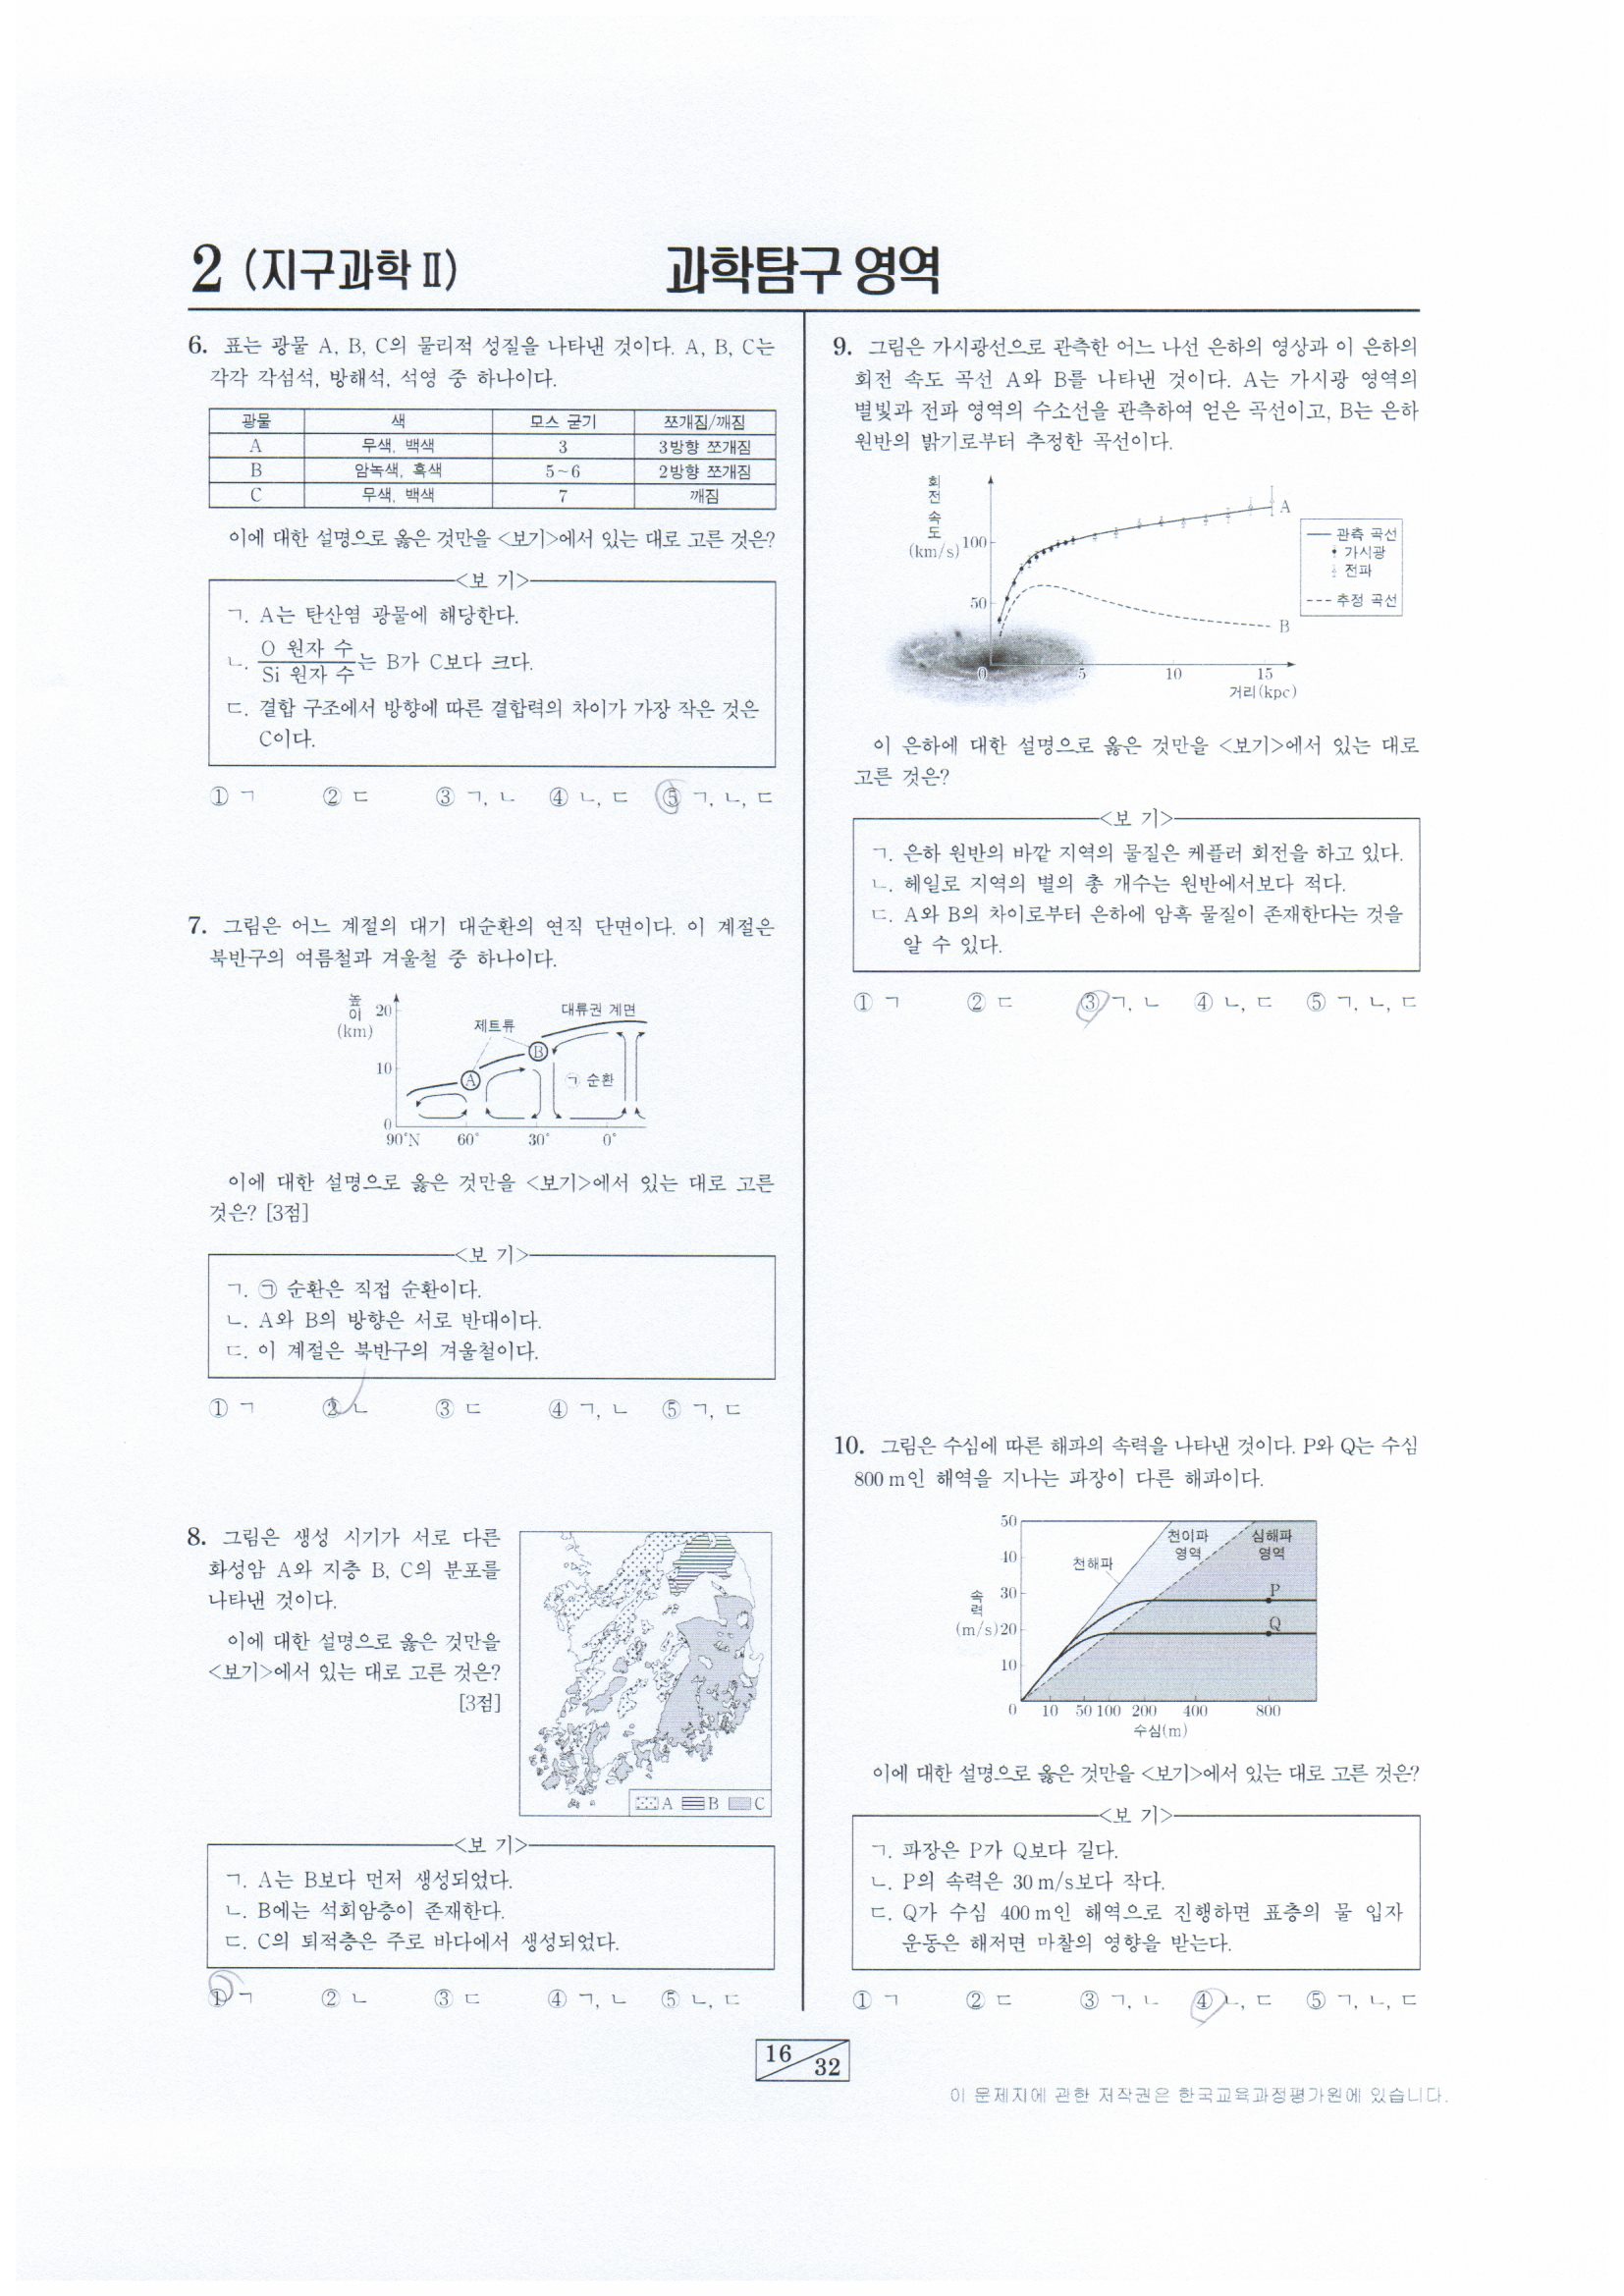 2 (지구과학 Ⅱ)
과학탐구 영역
6. 표는 광물 A, B, C의 물리적 성질을 나타낸 것이다. A, B, C는
각각 각섬석, 방해석, 석영 중 하나이다.
광물 색 모스 굳기 쪼개짐/깨짐
A 무색, 백색 3 3방향 쪼개짐
B 암녹색, 흑색 5~6 2방향 쪼개짐
C 무색, 백색 7 깨짐
이에 대한 설명으로 옳은 것만을 <보기>에서 있는 대로 고른 것은?
<보 기>
ㄱ. A는 탄산염 광물에 해당한다.
ㄴ. O 원자 수/Si 원자 수 는 B가 C보다 크다.
ㄷ. 결합 구조에서 방향에 따른 결합력의 차이가 가장 작은 것은
C이다.
① ㄱ ② ㄷ ③ ㄱ, ㄴ ④ ㄴ, ㄷ ⑤ ㄱ, ㄴ, ㄷ
7. 그림은 어느 계절의 대기 대순환의 연직 단면이다. 이 계절은
북반구의 여름철과 겨울철 중 하나이다.
높이
(km)
20
10
0
제트류
대류권 계면
A
B
㉠ 순환
90°N 60° 30° 0°
이에 대한 설명으로 옳은 것만을 <보기>에서 있는 대로 고른
것은? [3점]
<보 기>
ㄱ. ㉠ 순환은 직접 순환이다.
ㄴ. A와 B의 방향은 서로 반대이다.
ㄷ. 이 계절은 북반구의 겨울철이다.
① ㄱ ② ㄴ ③ ㄷ ④ ㄱ, ㄴ ⑤ ㄱ, ㄷ
8. 그림은 생성 시기가 서로 다른
화성암 A와 지층 B, C의 분포를
나타낸 것이다.
이에 대한 설명으로 옳은 것만을
<보기>에서 있는 대로 고른 것은?
[3점]
A B C
<보 기>
ㄱ. A는 B보다 먼저 생성되었다.
ㄴ. B에는 석회암층이 존재한다.
ㄷ. C의 퇴적층은 주로 바다에서 생성되었다.
① ㄱ ② ㄴ ③ ㄷ ④ ㄱ, ㄴ ⑤ ㄴ, ㄷ
9. 그림은 가시광선으로 관측한 어느 나선 은하의 영상과 이 은하의
회전 속도 곡선 A와 B를 나타낸 것이다. A는 가시광 영역의
별빛과 전파 영역의 수소선을 관측하여 얻은 곡선이고, B는 은하
원반의 밝기로부터 추정한 곡선이다.
회전 속도
(km/s)
100
50
A
B
관측 곡선
가시광
전파
추정 곡선
0 5 10 15
거리(kpc)
이 은하에 대한 설명으로 옳은 것만을 <보기>에서 있는 대로
고른 것은?
<보 기>
ㄱ. 은하 원반의 바깥 지역의 물질은 케플러 회전을 하고 있다.
ㄴ. 헤일로 지역의 별의 총 개수는 원반에서보다 적다.
ㄷ. A와 B의 차이로부터 은하에 암흑 물질이 존재한다는 것을
알 수 있다.
① ㄱ ② ㄷ ③ ㄱ, ㄴ ④ ㄴ, ㄷ ⑤ ㄱ, ㄴ, ㄷ
10. 그림은 수심에 따른 해파의 속력을 나타낸 것이다. P와 Q는 수심
800 m인 해역을 지나는 파장이 다른 해파이다.
속력
(m/s)
50
40
30
20
10
0
천해파
천이파
영역
심해파
영역
P
Q
10 50 100 200 400 800
수심(m)
이에 대한 설명으로 옳은 것만을 <보기>에서 있는 대로 고른 것은?
<보 기>
ㄱ. 파장은 P가 Q보다 길다.
ㄴ. P의 속력은 30 m/s보다 작다.
ㄷ. Q가 수심 400 m인 해역으로 진행하면 표층의 물 입자
운동은 해저면 마찰의 영향을 받는다.
① ㄱ ② ㄷ ③ ㄱ, ㄴ ④ ㄴ, ㄷ ⑤ ㄱ, ㄴ, ㄷ
16
32
이 문제지에 관한 저작권은 한국교육과정평가원에 있습니다.